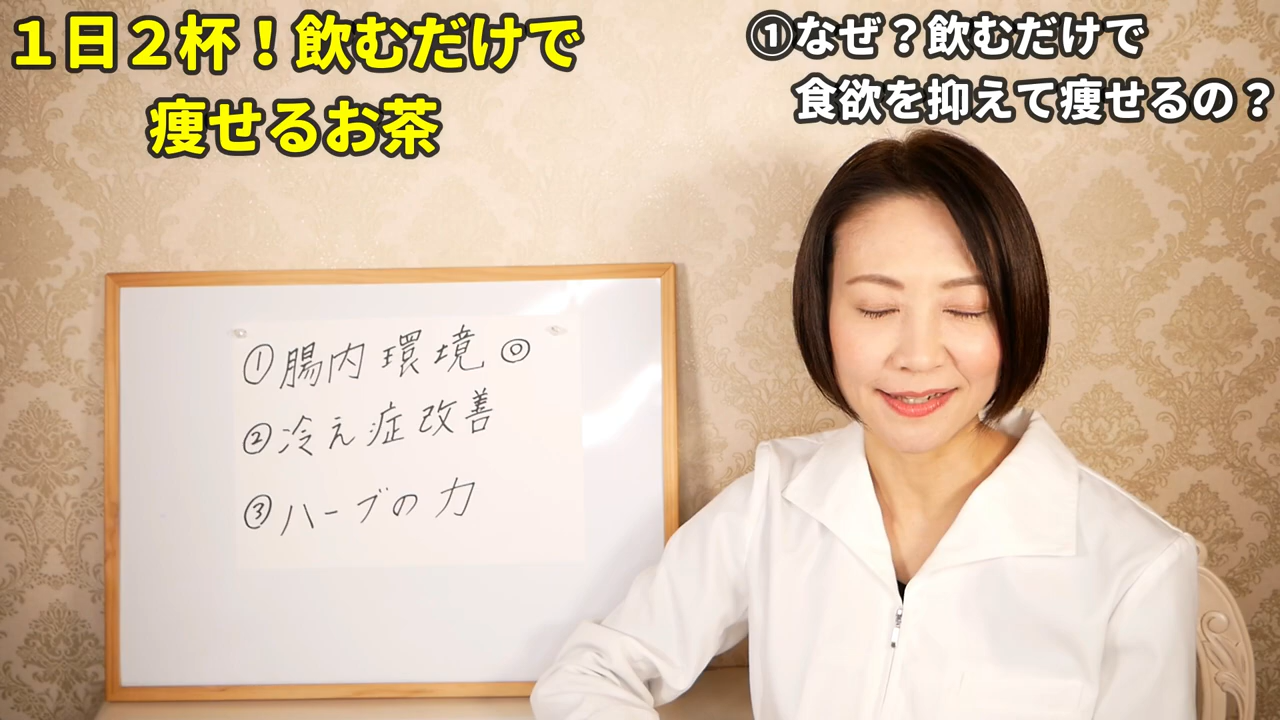 １日２杯！飲むだけで
痩せるお茶
①なぜ？飲むだけで
食欲を抑えて痩せるの？
①腸内環境◎
②冷え症改善
③ハーブの力